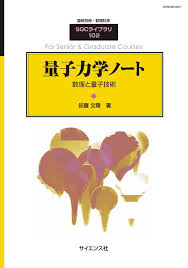 臨時別冊・数理科学
SGCライブラリ
102
For Senior & Graduate Courses
量子力学ノート
数理と量子技術
佐藤 文隆 著
サイエンス社